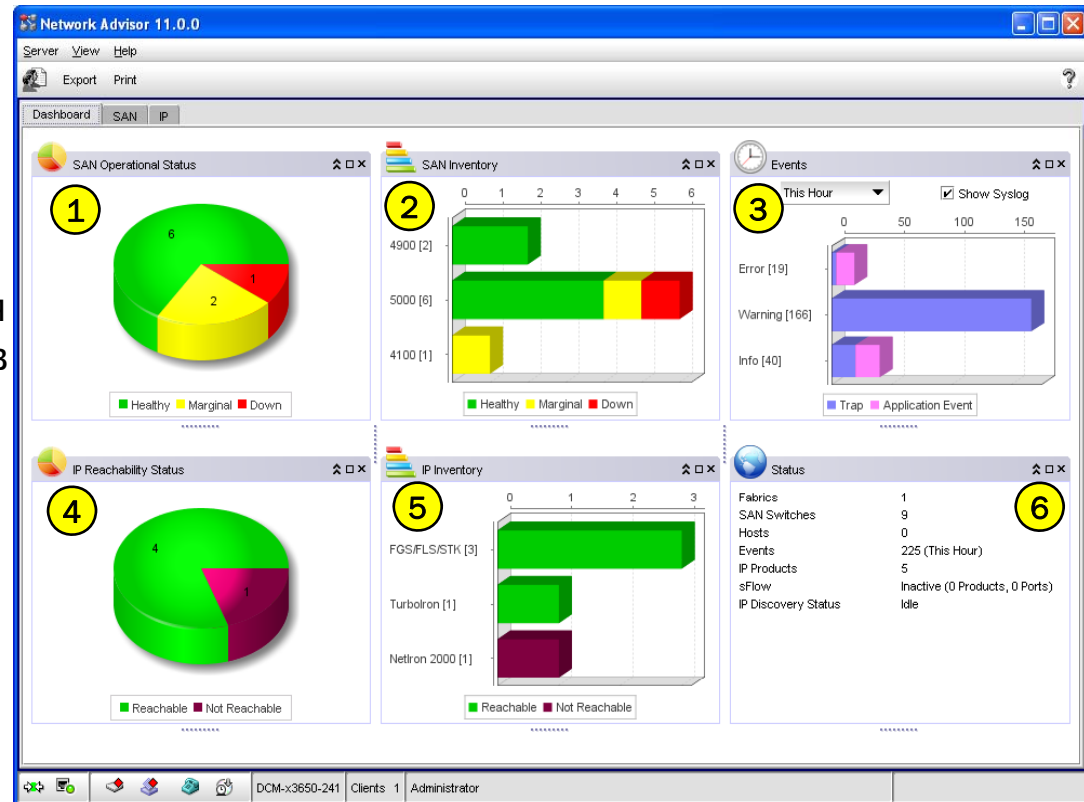 Network Advisor 11.0.0
Server View Help
Export Print
?
Dashboard SAN IP
SAN Operational Status
1
6
2
1
Healthy Marginal Down
SAN Inventory
2
0 1 2 3 4 5 6
4900 [2]
5000 [6]
4100 [1]
Healthy Marginal Down
Events
3
This Hour Show Syslog
0 50 100 150
Error [19]
Warning [166]
Info [40]
Trap Application Event
IP Reachability Status
4
4
1
Reachable Not Reachable
IP Inventory
5
0 1 2 3
FGS/FLS/STK [3]
TurboIron [1]
NetIron 2000 [1]
Reachable Not Reachable
Status
6
Fabrics 1
SAN Switches 9
Hosts 0
Events 225 (This Hour)
IP Products 5
sFlow Inactive (0 Products, 0 Ports)
IP Discovery Status Idle
DCM-x3650-241 Clients 1 Administrator